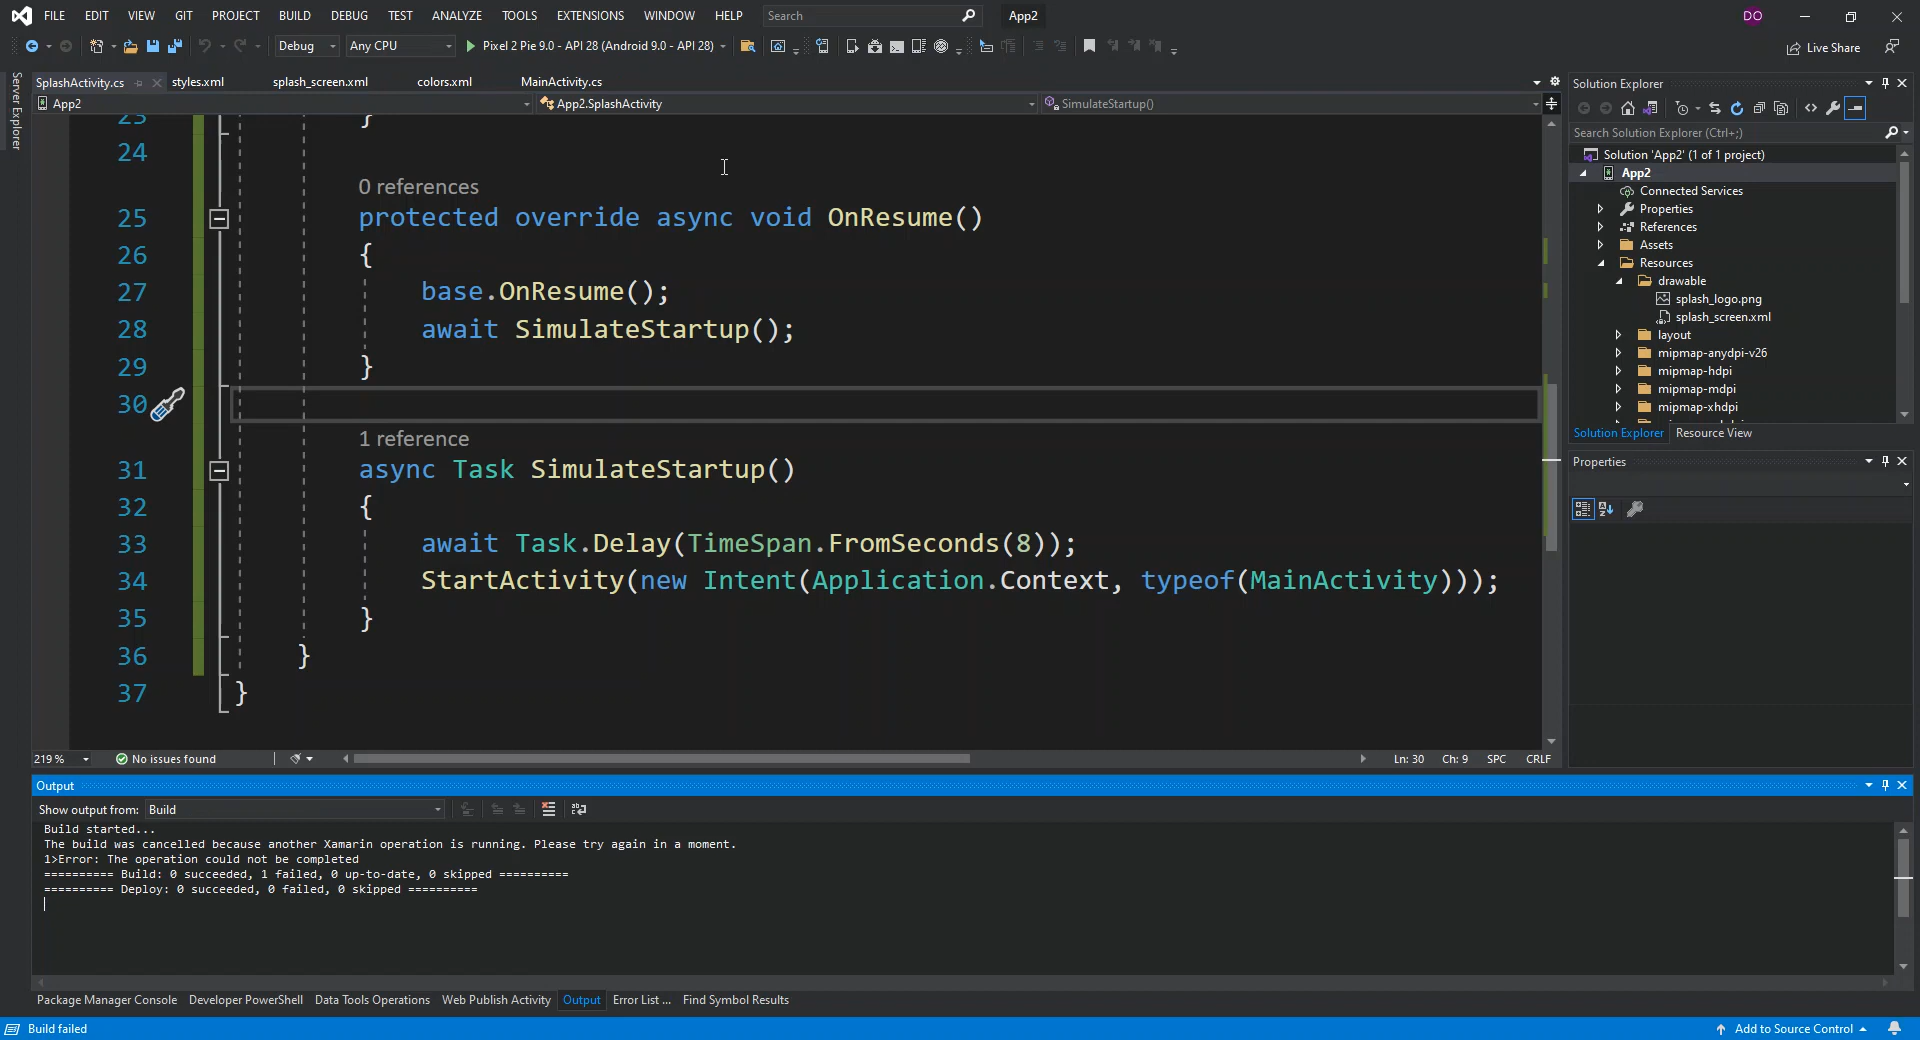 FILE EDIT VIEW GIT PROJECT BUILD DEBUG TEST ANALYZE TOOLS EXTENSIONS WINDOW HELP Search App2 DO
Debug Any CPU Pixel 2 Pie 9.0 - API 28 (Android 9.0 - API 28) Live Share
Server Explorer
SplashActivity.cs styles.xml splash_screen.xml colors.xml MainActivity.cs
App2 App2.SplashActivity SimulateStartup()
23 }
24
0 references
25 protected override async void OnResume()
26 {
27 base.OnResume();
28 await SimulateStartup();
29 }
30
1 reference
31 async Task SimulateStartup()
32 {
33 await Task.Delay(TimeSpan.FromSeconds(8));
34 StartActivity(new Intent(Application.Context, typeof(MainActivity)));
35 }
36 }
37 }
219 % No issues found Ln: 30 Ch: 9 SPC CRLF
Solution Explorer
Search Solution Explorer (Ctrl+;)
Solution 'App2' (1 of 1 project)
App2
Connected Services
Properties
References
Assets
Resources
drawable
splash_logo.png
splash_screen.xml
layout
mipmap-anydpi-v26
mipmap-hdpi
mipmap-mdpi
mipmap-xhdpi
Solution Explorer Resource View
Properties
Output
Show output from: Build
Build started...
The build was cancelled because another Xamarin operation is running. Please try again in a moment.
1>Error: The operation could not be completed
========== Build: 0 succeeded, 1 failed, 0 up-to-date, 0 skipped ==========
========== Deploy: 0 succeeded, 0 failed, 0 skipped ==========
Package Manager Console Developer PowerShell Data Tools Operations Web Publish Activity Output Error List ... Find Symbol Results
Build failed Add to Source Control